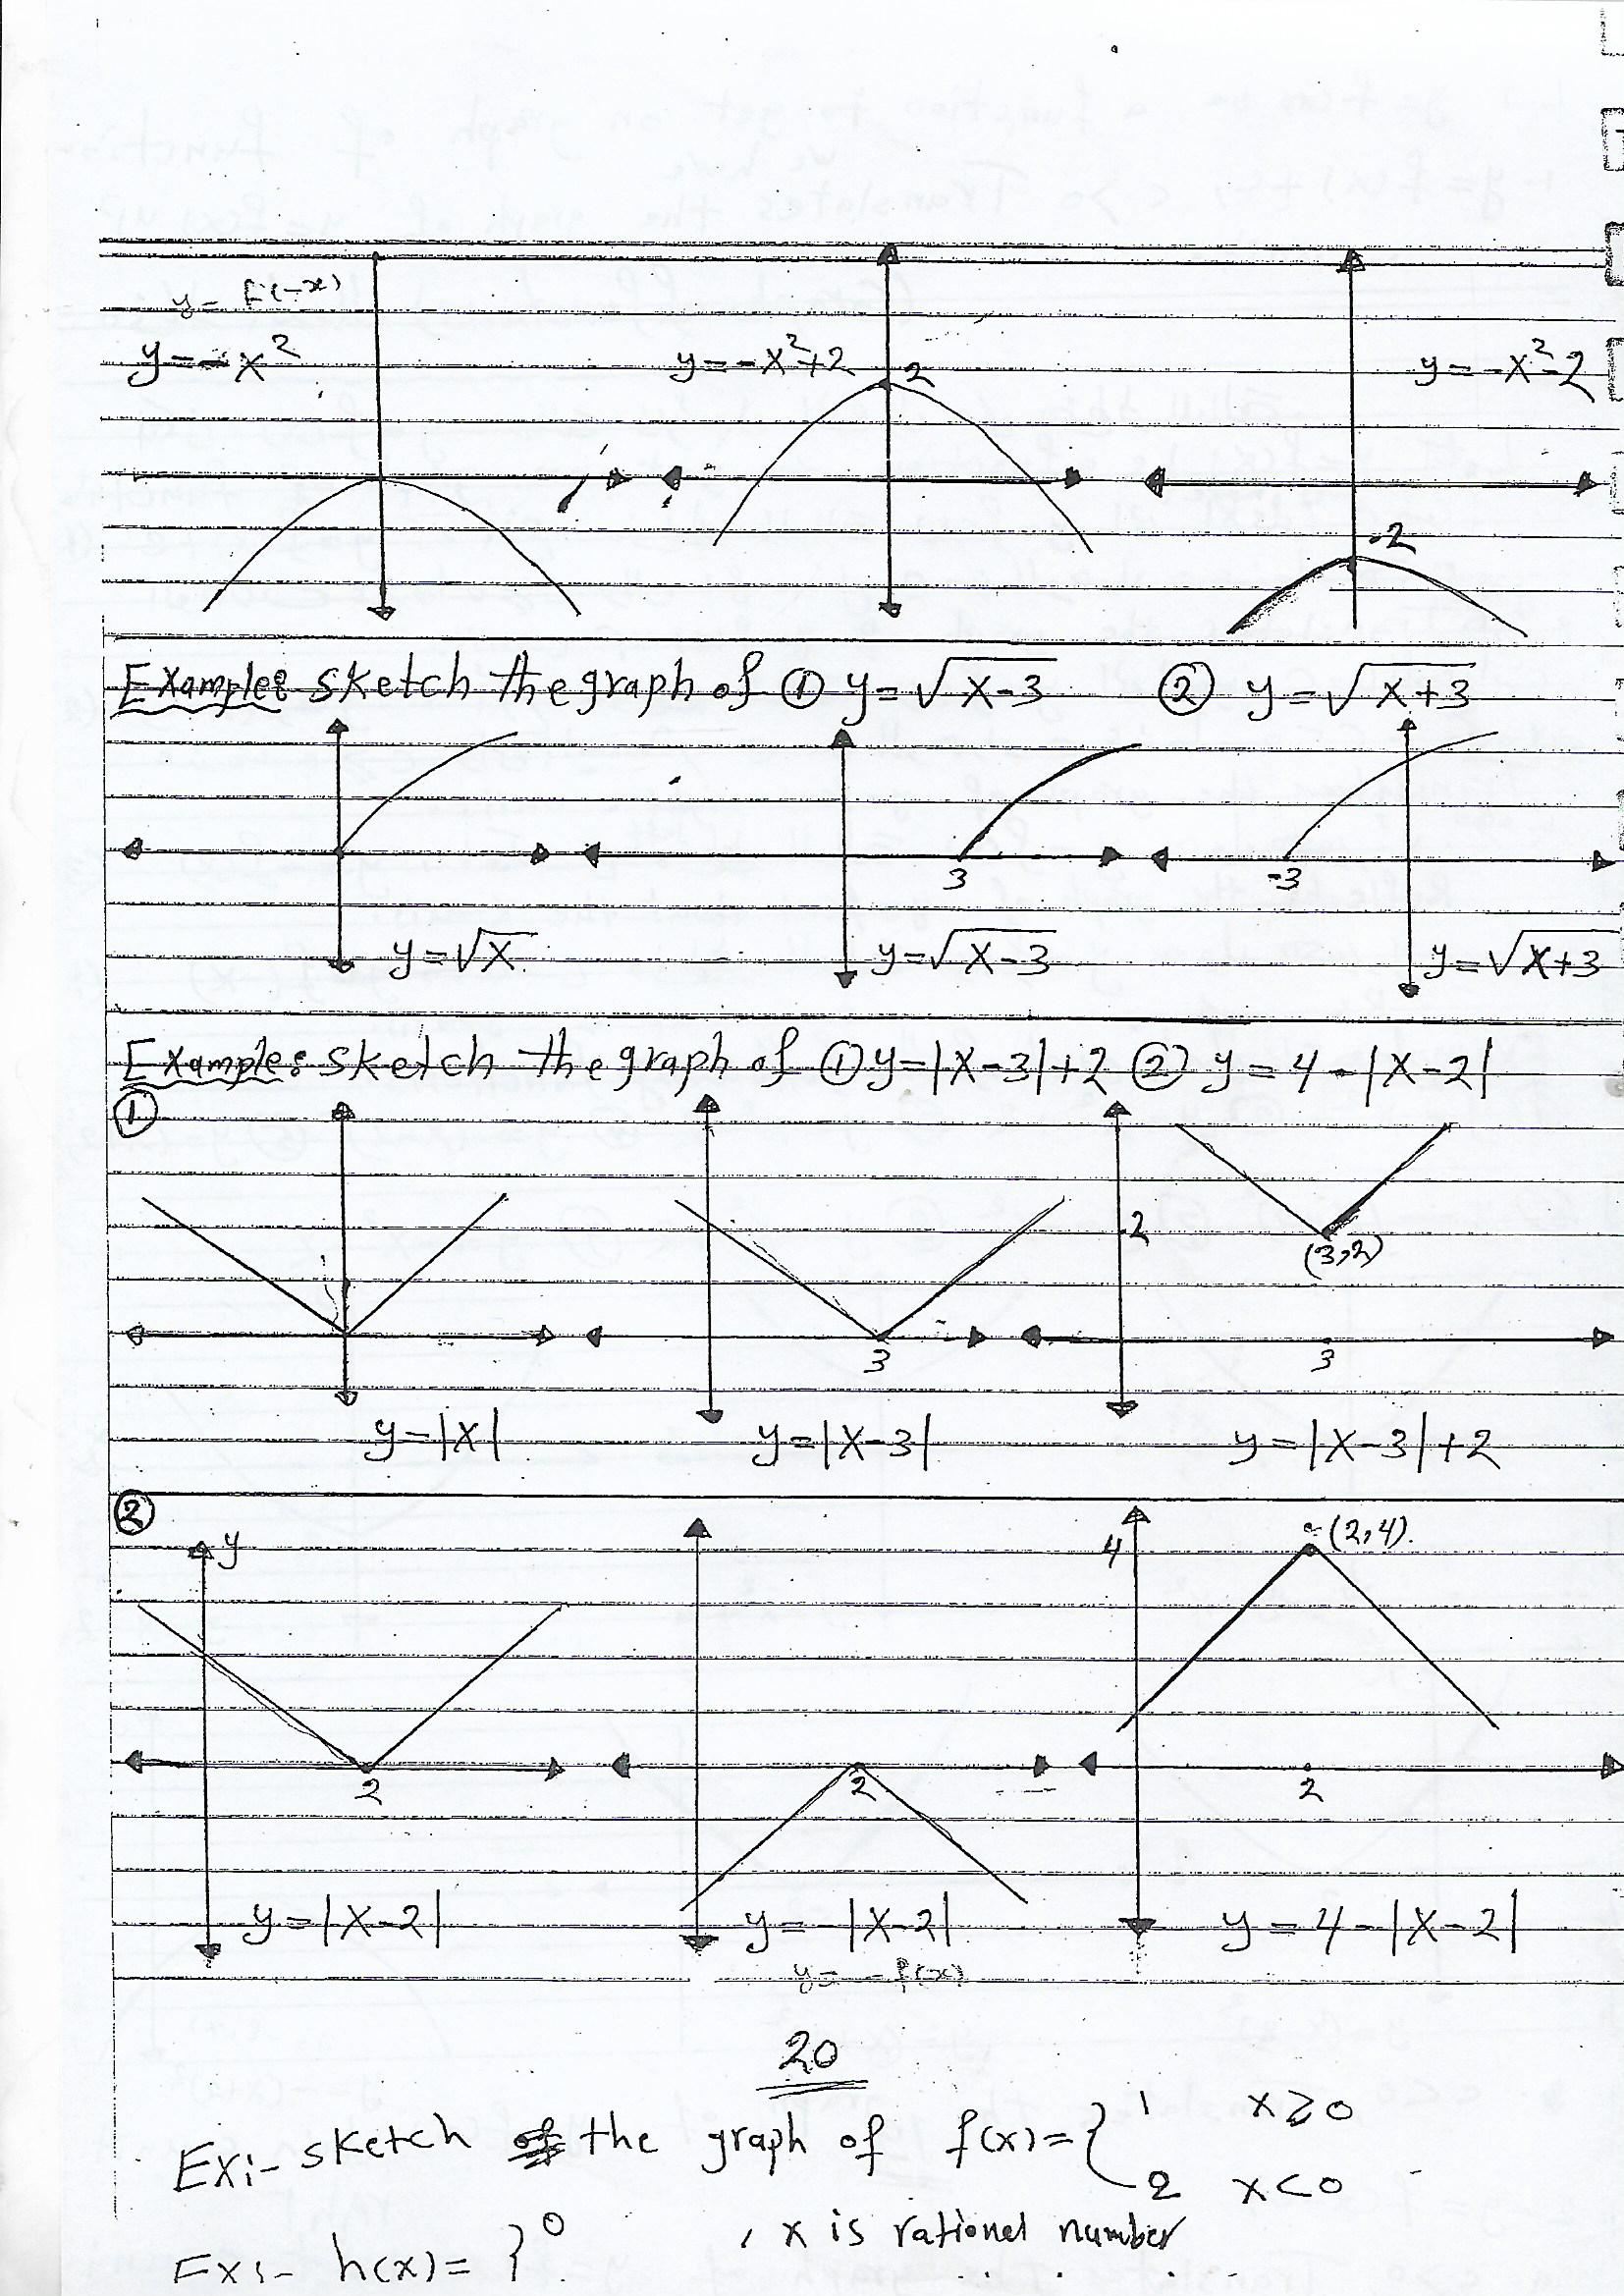 y = F(-x)
y = -x² y = -x²+2 2 y = -x²-2
-2
Example: sketch the graph of ① y = √x-3 ② y = √x+3
3 -3
y = √x y = √x-3 y = √x+3
Example: sketch the graph of ① y = |x-3|+2 ② y = 4-|x-2|
①
2 (3,2)
3 3
y = |x| y = |x-3| y = |x-3|+2
②
y 4 (2,4)
2 2 2
y = |x-2| y = -|x-2| y = 4-|x-2|
y = -f(x)
20
Ex:- sketch the graph of f(x) = { 1 x≥0
2 x<0
Ex:- h(x) = { 0 , x is rationel number